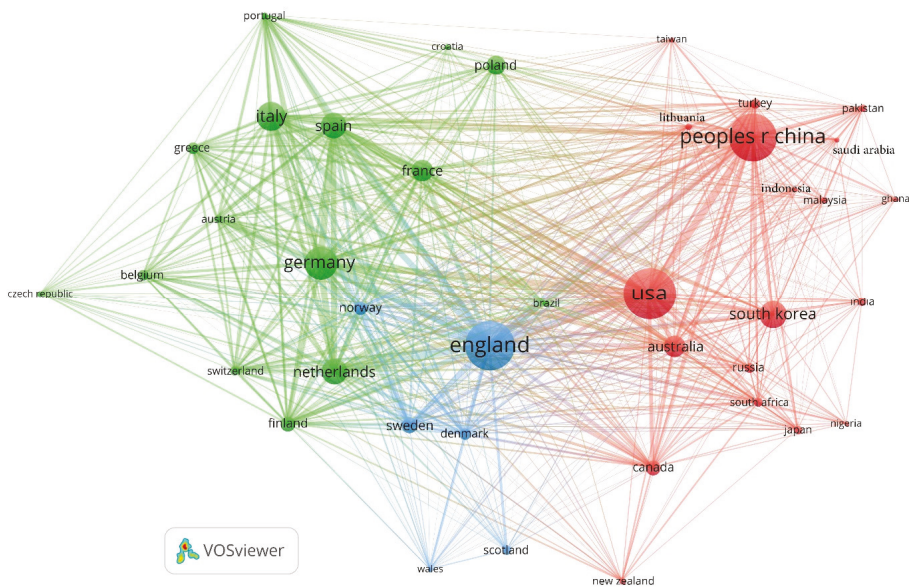 portugal
taiwan
croatia
poland
turkey
pakistan
italy
spain
lithuania
peoples r china
saudi arabia
greece
france
indonesia
malaysia
ghana
austria
germany
belgium
czech republic
norway
brazil
usa
india
south korea
england
australia
switzerland
netherlands
russia
south africa
finland
sweden
denmark
japan
nigeria
canada
scotland
wales
new zealand
VOSviewer